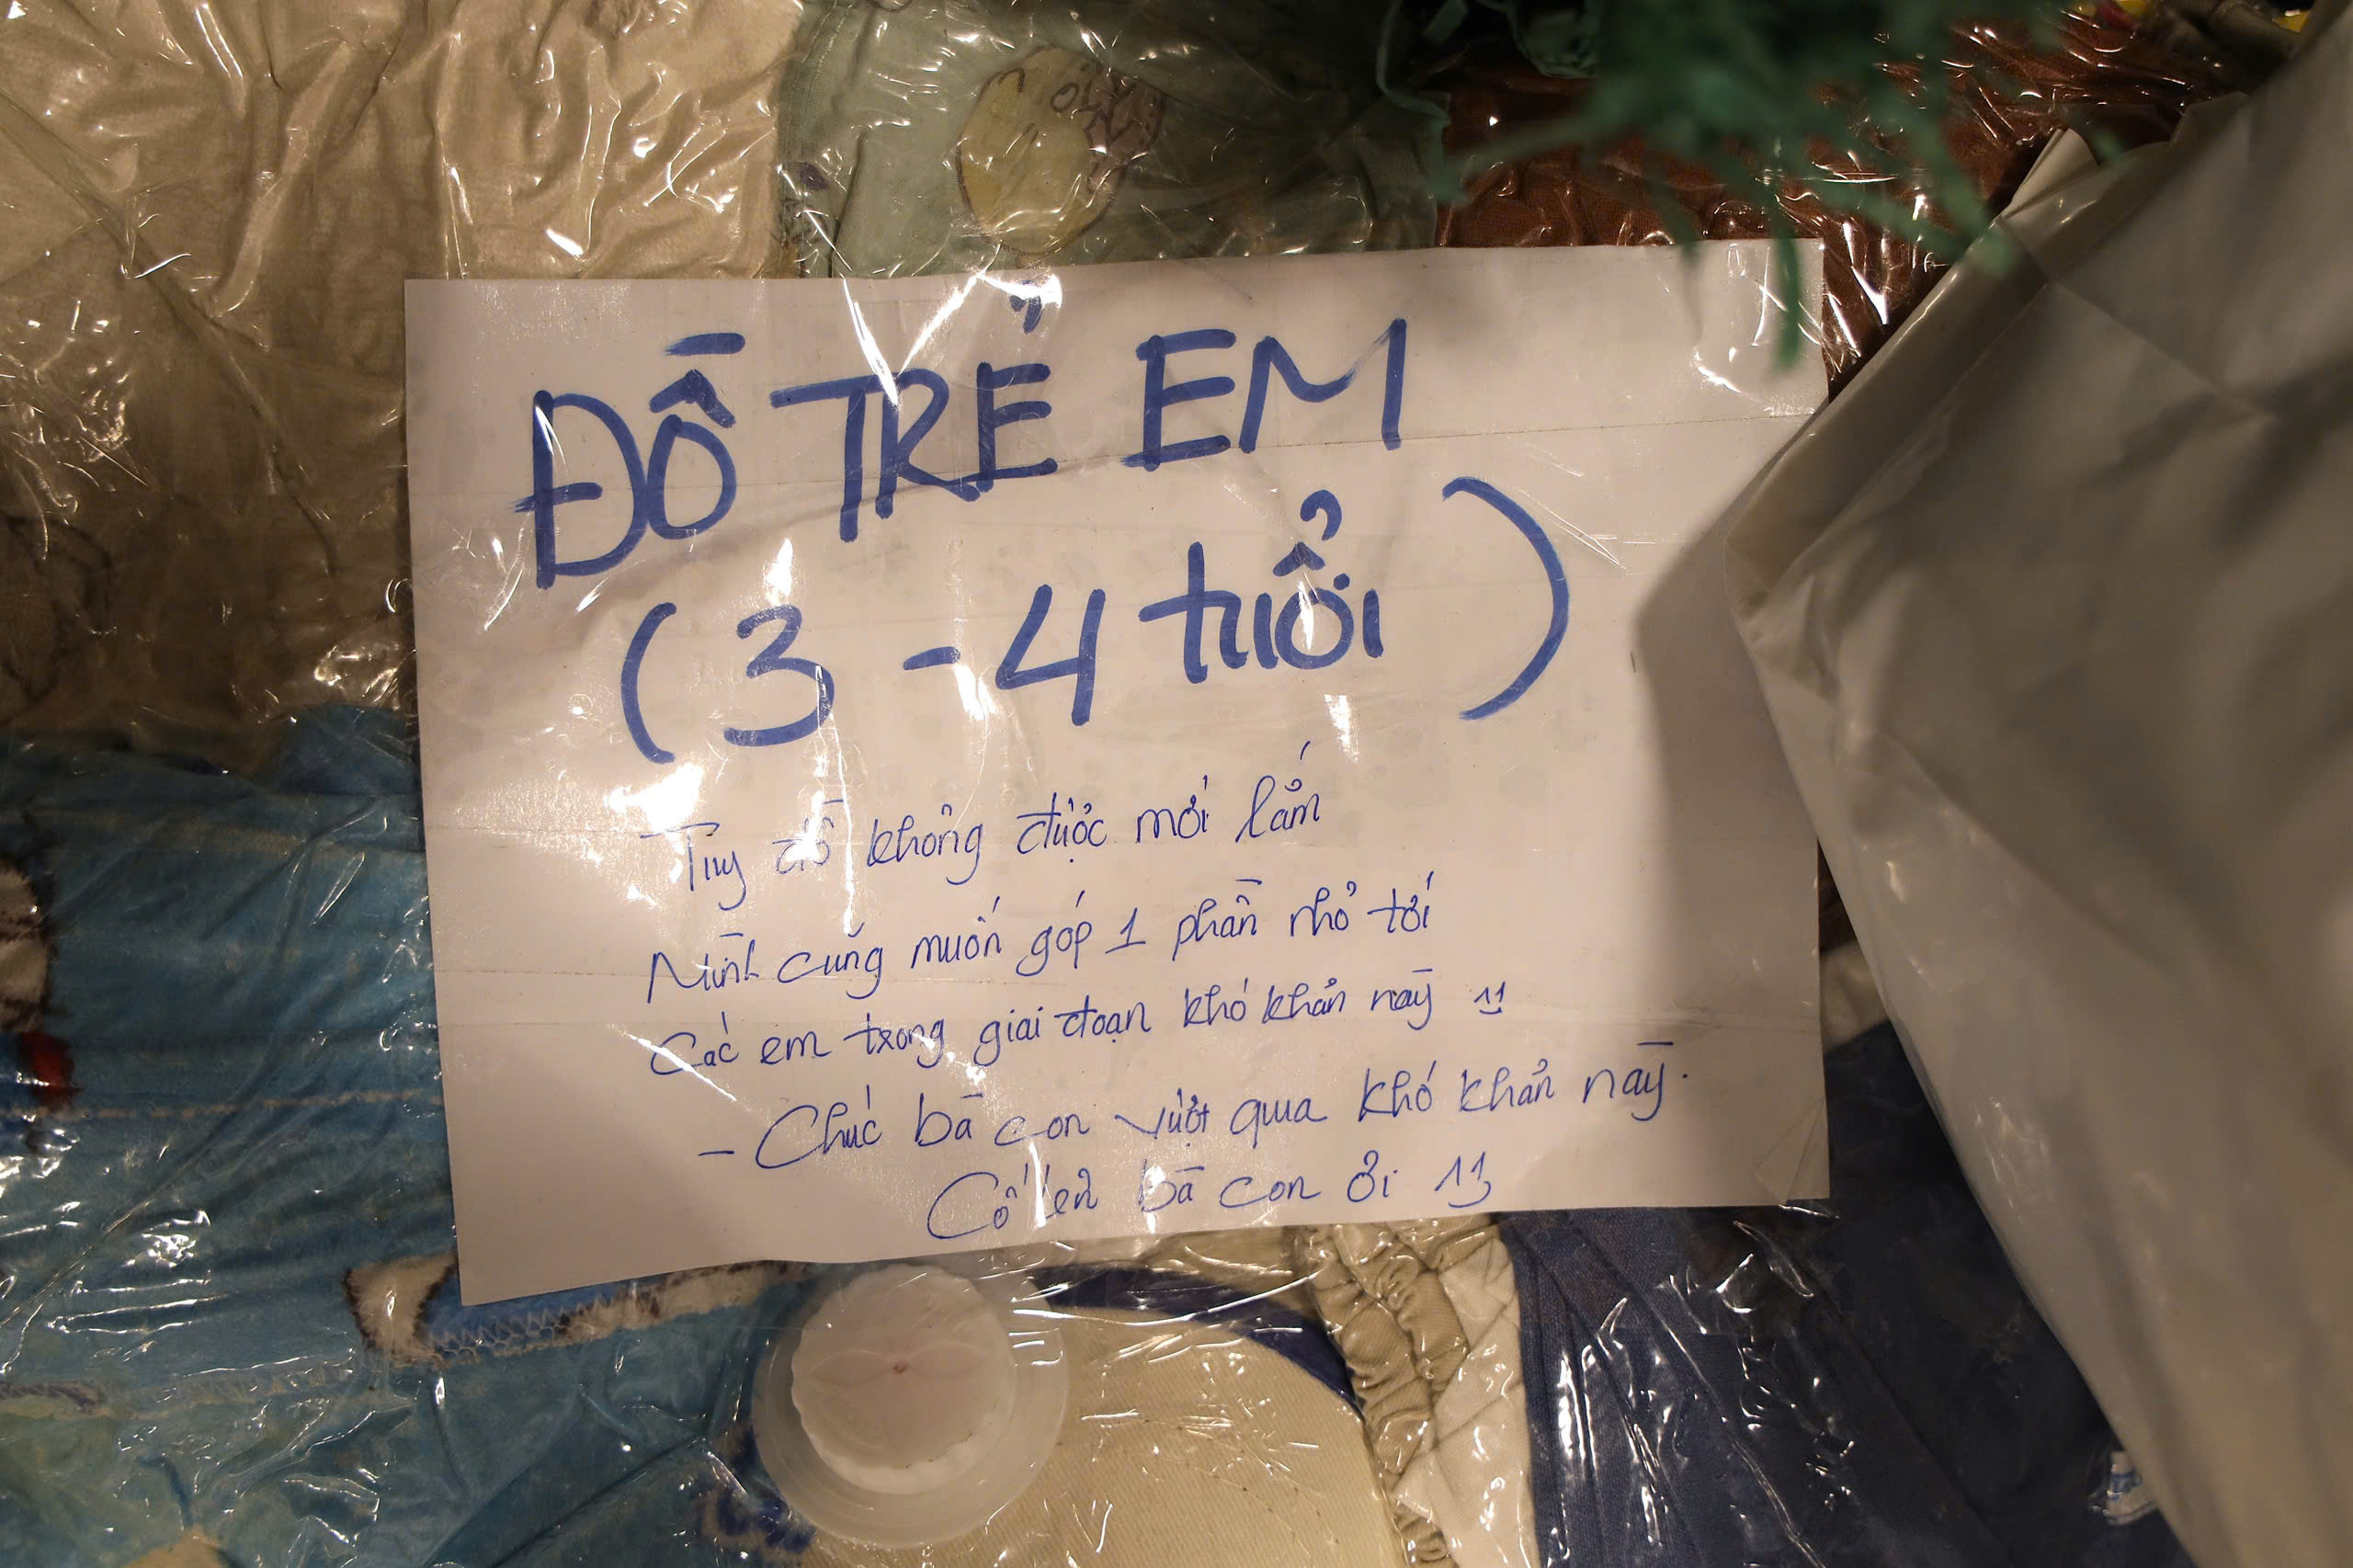 ĐỒ TRẺ EM
(3 - 4 tuổi)
Tuy đồ không được mới lắm
Mình cũng muốn góp 1 phần nhỏ tới
Các em trong giai đoạn khó khăn này ^^
- Chúc bà con vượt qua khó khăn này.
Cố lên bà con ơi ^^